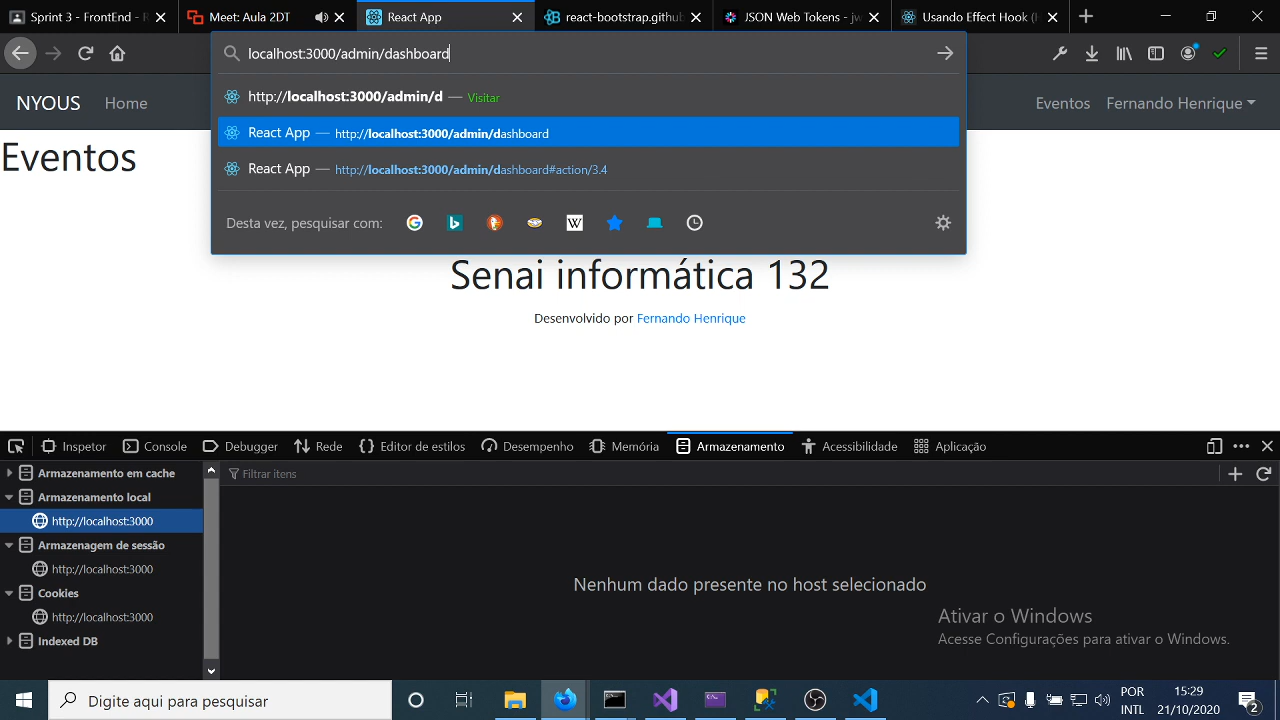 Sprint 3 - FrontEnd - R
Meet: Aula 2DT
React App
react-bootstrap.github
JSON Web Tokens - jw
Usando Effect Hook (H
localhost:3000/admin/dashboard
http://localhost:3000/admin/d — Visitar
React App — http://localhost:3000/admin/dashboard
React App — http://localhost:3000/admin/dashboard#action/3.4
Desta vez, pesquisar com:
NYOUS Home Eventos Fernando Henrique
Eventos
Senai informática 132
Desenvolvido por Fernando Henrique
Inspetor Console Debugger Rede Editor de estilos Desempenho Memória Armazenamento Acessibilidade Aplicação
Armazenamento em cache
Armazenamento local
http://localhost:3000
Armazenagem de sessão
http://localhost:3000
Cookies
http://localhost:3000
Indexed DB
Filtrar itens
Nenhum dado presente no host selecionado
Ativar o Windows
Acesse Configurações para ativar o Windows.
Digite aqui para pesquisar
POR
INTL
15:29
21/10/2020
2